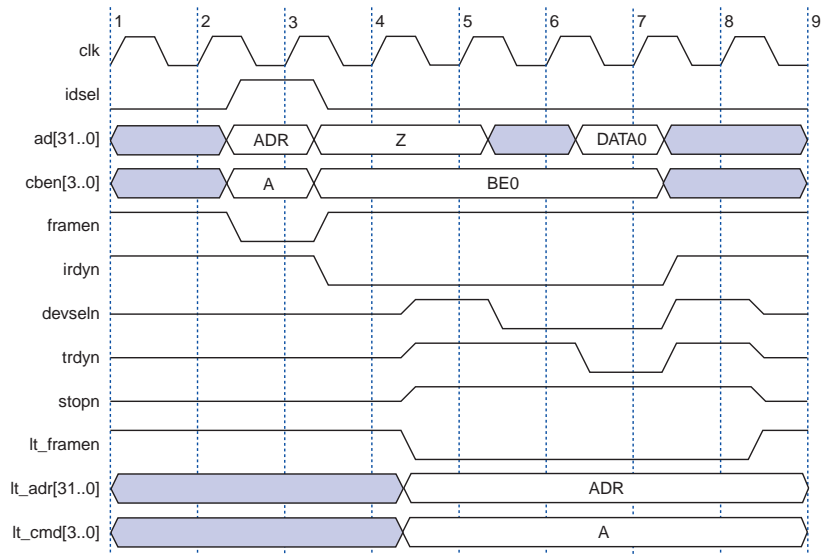 1 2 3 4 5 6 7 8 9
clk
idsel
ad[31..0] ADR Z DATA0
cben[3..0] A BE0
framen
irdyn
devseln
trdyn
stopn
lt_framen
lt_adr[31..0] ADR
lt_cmd[3..0] A